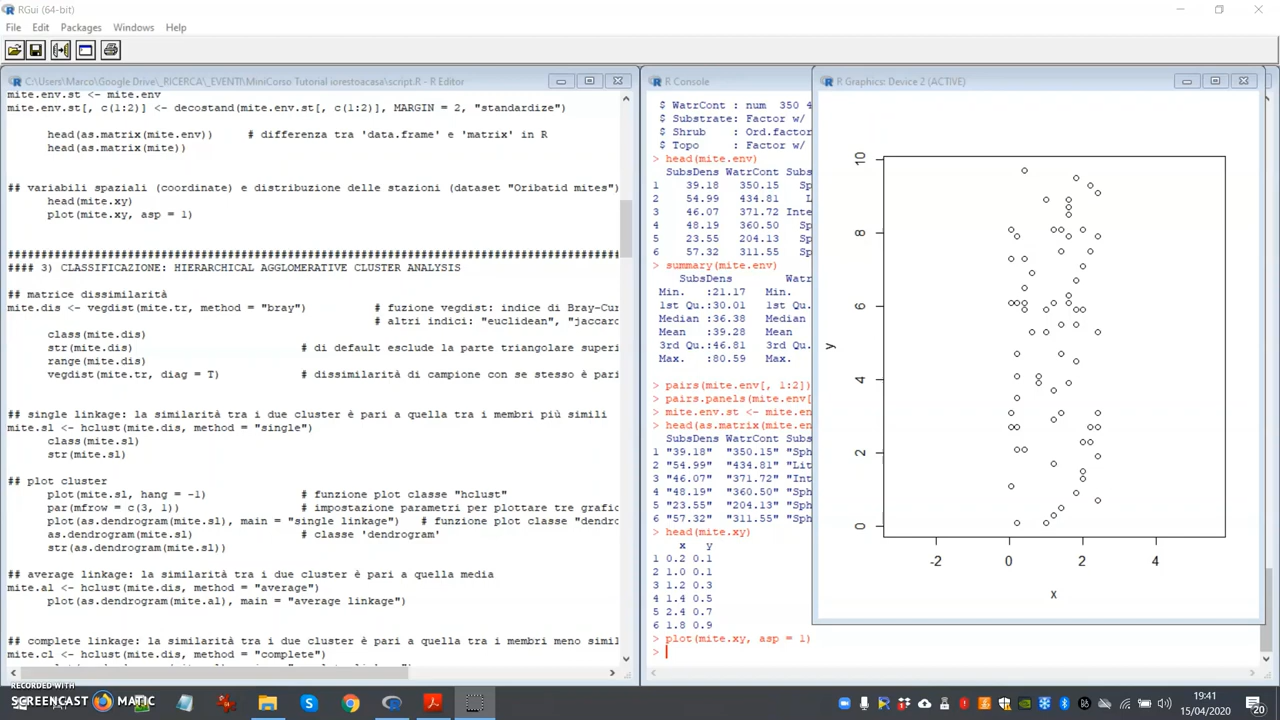 RGui (64-bit)
File Edit Packages Windows Help
C:\Users\Marco\Google Drive\_RICERCA\_EVENTI\MiniCorso Tutorial iorestoacasa\script.R - R Editor
mite.env.st <- mite.env
mite.env.st[, c(1:2)] <- decostand(mite.env.st[, c(1:2)], MARGIN = 2, "standardize")
head(as.matrix(mite.env)) # differenza tra 'data.frame' e 'matrix' in R
head(as.matrix(mite))
## variabili spaziali (coordinate) e distribuzione delle stazioni (dataset "Oribatid mites")
head(mite.xy)
plot(mite.xy, asp = 1)
################################################################################
#### 3) CLASSIFICAZIONE: HIERARCHICAL AGGLOMERATIVE CLUSTER ANALYSIS
## matrice dissimilarità
mite.dis <- vegdist(mite.tr, method = "bray") # fuzione vegdist: indice di Bray-Cur
# altri indici: "euclidean", "jaccard
class(mite.dis)
str(mite.dis) # di default esclude la parte triangolare superi
range(mite.dis)
vegdist(mite.tr, diag = T) # dissimilarità di campione con se stesso è pari
## single linkage: la similarità tra i due cluster è pari a quella tra i membri più simili
mite.sl <- hclust(mite.dis, method = "single")
class(mite.sl)
str(mite.sl)
## plot cluster
plot(mite.sl, hang = -1) # funzione plot classe "hclust"
par(mfrow = c(3, 1)) # impostazione parametri per plottare tre grafic
plot(as.dendrogram(mite.sl), main = "single linkage") # funzione plot classe "dendro
as.dendrogram(mite.sl) # classe 'dendrogram'
str(as.dendrogram(mite.sl))
## average linkage: la similarità tra i due cluster è pari a quella media
mite.al <- hclust(mite.dis, method = "average")
plot(as.dendrogram(mite.al), main = "average linkage")
## complete linkage: la similarità tra i due cluster è pari a quella tra i membri meno simil
mite.cl <- hclust(mite.dis, method = "complete")
R Console
$ WatrCont : num 350 4
$ Substrate: Factor w/
$ Shrub : Ord.factor
$ Topo : Factor w/
> head(mite.env)
SubsDens WatrCont Subs
1 39.18 350.15 Sp
2 54.99 434.81 L
3 46.07 371.72 Inte
4 48.19 360.50 Sp
5 23.55 204.13 Sp
6 57.32 311.55 Sp
> summary(mite.env)
SubsDens Watr
Min. :21.17 Min.
1st Qu.:30.01 1st Q
Median :36.38 Media
Mean :39.28 Mean
3rd Qu.:46.81 3rd Q
Max. :80.59 Max.
> pairs(mite.env[, 1:2])
> pairs.panels(mite.env[
> mite.env.st <- mite.en
> head(as.matrix(mite.en
SubsDens WatrCont Subs
1 "39.18" "350.15" "Sph
2 "54.99" "434.81" "Lit
3 "46.07" "371.72" "Int
4 "48.19" "360.50" "Sph
5 "23.55" "204.13" "Sph
6 "57.32" "311.55" "Sph
> head(mite.xy)
x y
1 0.2 0.1
2 1.0 0.1
3 1.2 0.3
4 1.4 0.5
5 2.4 0.7
6 1.8 0.9
> plot(mite.xy, asp = 1)
>
R Graphics: Device 2 (ACTIVE)
10
8
6
y
4
2
0
-2 0 2 4
x
RECORDED WITH
SCREENCAST MATIC
19:41
15/04/2020
20